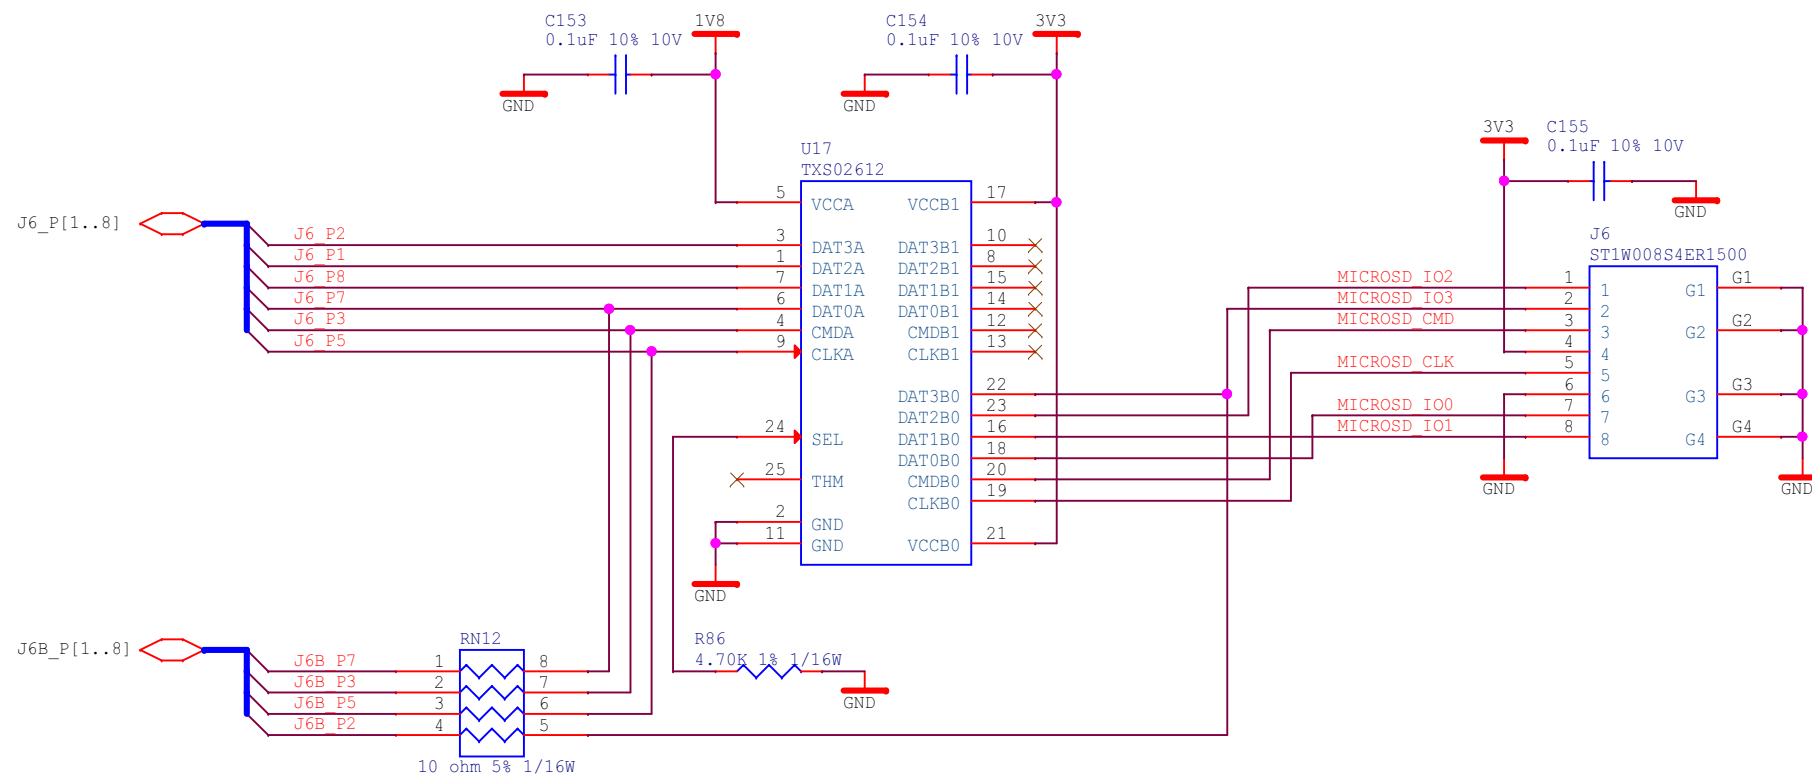 C153
0.1uF 10% 10V
1V8
GND
C154
0.1uF 10% 10V
3V3
GND
3V3
C155
0.1uF 10% 10V
GND
U17
TXS02612
J6_P[1..8]
J6_P2
J6_P1
J6_P8
J6_P7
J6_P3
J6_P5
5 VCCA VCCB1 17
3 DAT3A DAT3B1 10
1 DAT2A DAT2B1 8
7 DAT1A DAT1B1 15
6 DAT0A DAT0B1 14
4 CMDA CMDB1 12
9 CLKA CLKB1 13
DAT3B0 22
DAT2B0 23
24 SEL DAT1B0 16
DAT0B0 18
25 THM CMDB0 20
CLKB0 19
2 GND
11 GND VCCB0 21
GND
J6
ST1W008S4ER1500
MICROSD_IO2 1 1 G1 G1
MICROSD_IO3 2 2
MICROSD_CMD 3 3 G2 G2
4 4
MICROSD_CLK 5 5
6 6 G3 G3
MICROSD_IO0 7 7
MICROSD_IO1 8 8 G4 G4
GND
GND
J6B_P[1..8]
RN12
J6B_P7 1 8
J6B_P3 2 7
J6B_P5 3 6
J6B_P2 4 5
10 ohm 5% 1/16W
R86
4.70K 1% 1/16W
GND